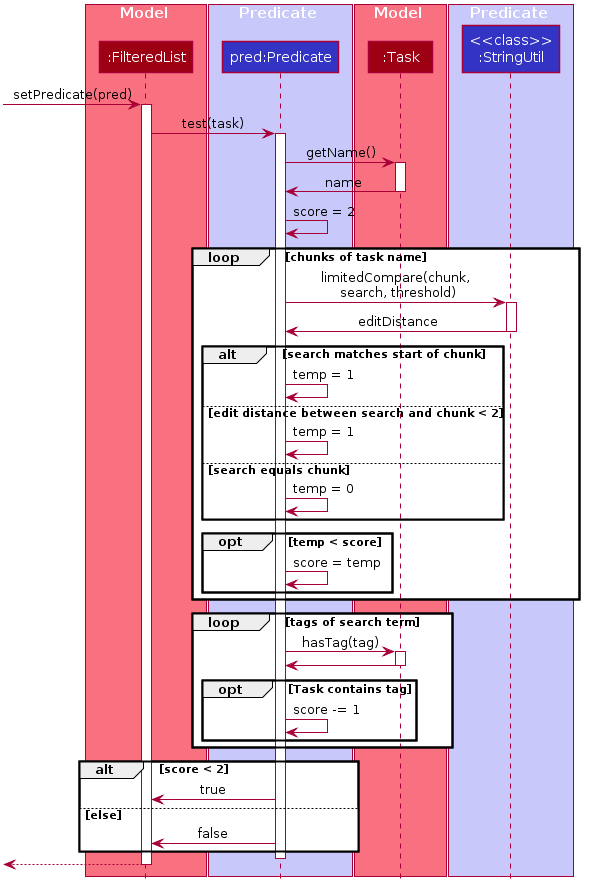 Model
Predicate
Model
Predicate
:FilteredList
pred:Predicate
:Task
<<class>>
:StringUtil
setPredicate(pred)
test(task)
getName()
name
score = 2
loop
[chunks of task name]
limitedCompare(chunk,
search, threshold)
editDistance
alt
[search matches start of chunk]
temp = 1
[edit distance between search and chunk < 2]
temp = 1
[search equals chunk]
temp = 0
opt
[temp < score]
score = temp
loop
[tags of search term]
hasTag(tag)
opt
[Task contains tag]
score -= 1
alt
[score < 2]
true
[else]
false